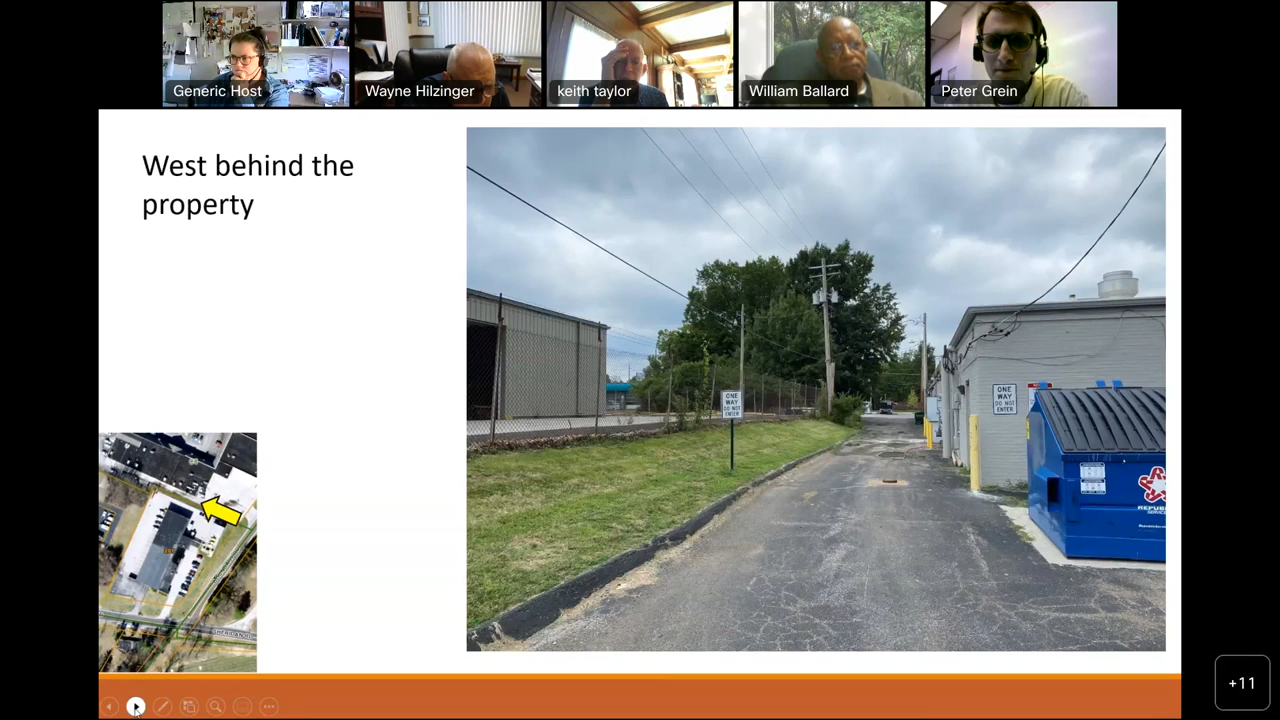 Generic Host
Wayne Hilzinger
keith taylor
William Ballard
Peter Grein
West behind the
property
ONE
WAY
DO NOT
ENTER
ONE
WAY
DO NOT
ENTER
+11